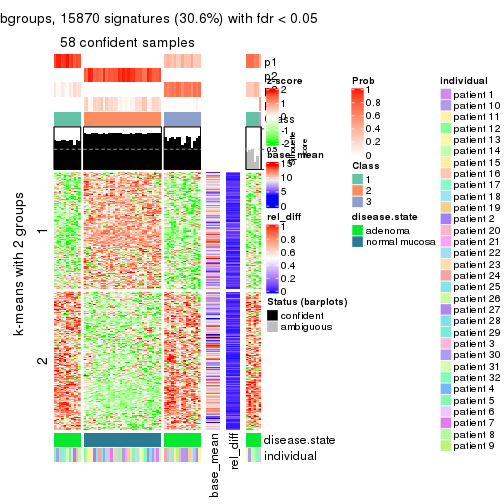 bgroups, 15870 signatures (30.6%) with fdr < 0.05
58 confident samples
p1
p2
z-score
2
1
0
-1
-2
base_mean
15
10
5
0
rel_diff
1
0.8
0.6
0.4
0.2
0
Status (barplots)
confident
ambiguous
Prob
1
0.8
0.6
0.4
0.2
0
Class
1
2
3
disease.state
adenoma
normal mucosa
individual
patient 1
patient 10
patient 11
patient 12
patient 13
patient 14
patient 15
patient 16
patient 17
patient 18
patient 19
patient 2
patient 20
patient 21
patient 22
patient 23
patient 24
patient 25
patient 26
patient 27
patient 28
patient 29
patient 3
patient 30
patient 31
patient 32
patient 4
patient 5
patient 6
patient 7
patient 8
patient 9
k-means with 2 groups
1
2
disease.state
individual
base_mean
rel_diff